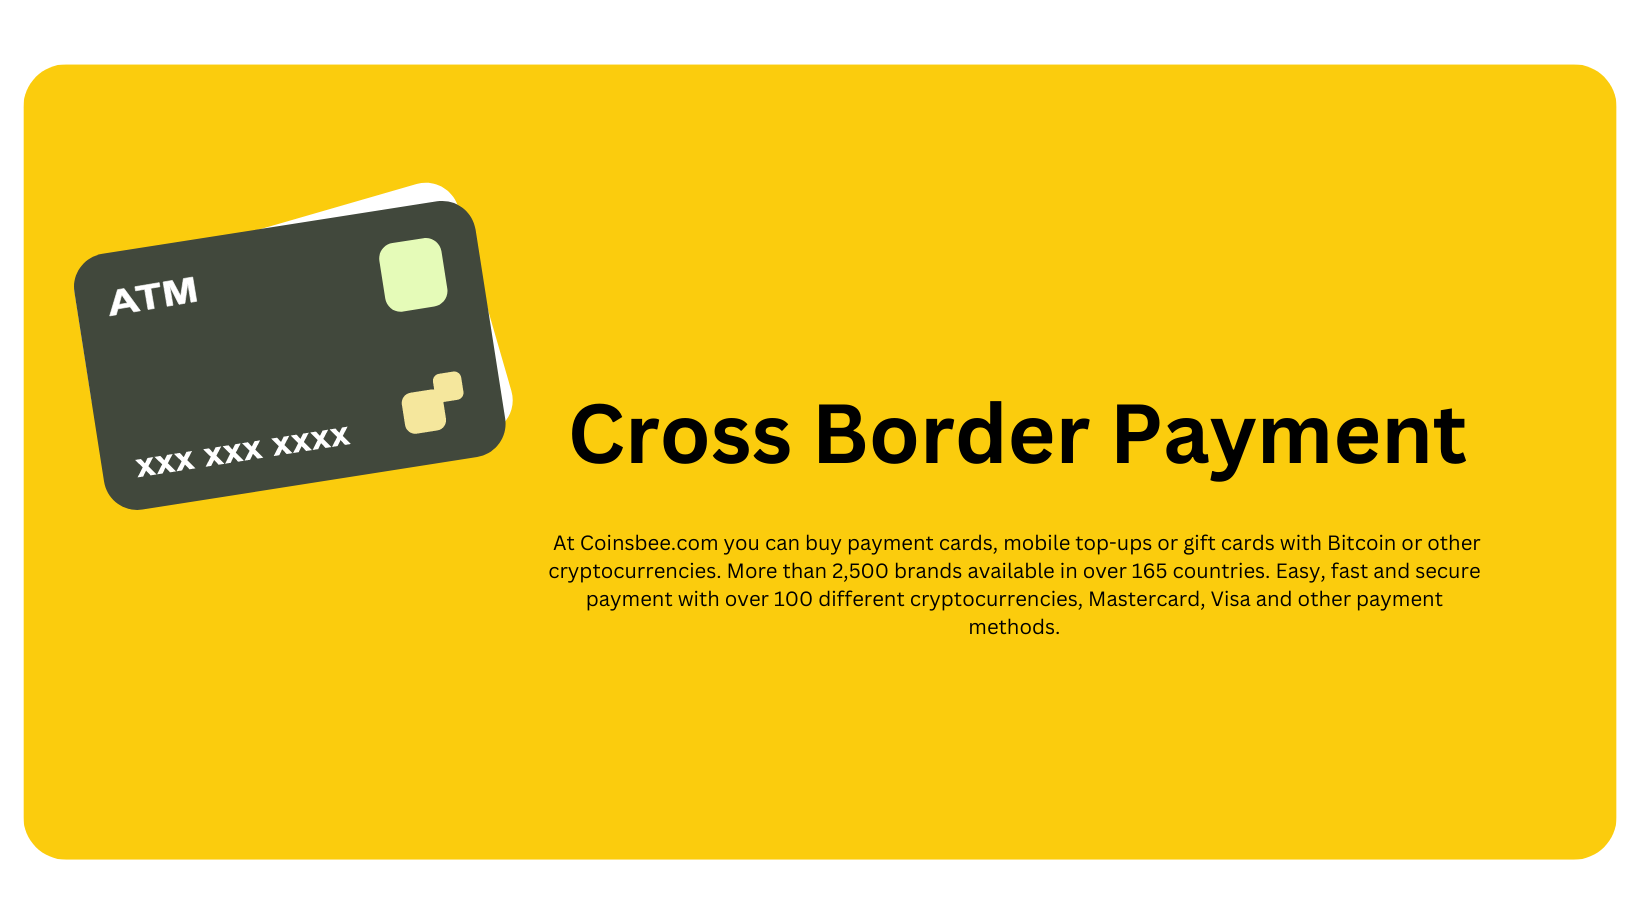 ATM
xxx xxx xxxx
Cross Border Payment
At Coinsbee.com you can buy payment cards, mobile top-ups or gift cards with Bitcoin or other
cryptocurrencies. More than 2,500 brands available in over 165 countries. Easy, fast and secure
payment with over 100 different cryptocurrencies, Mastercard, Visa and other payment
methods.